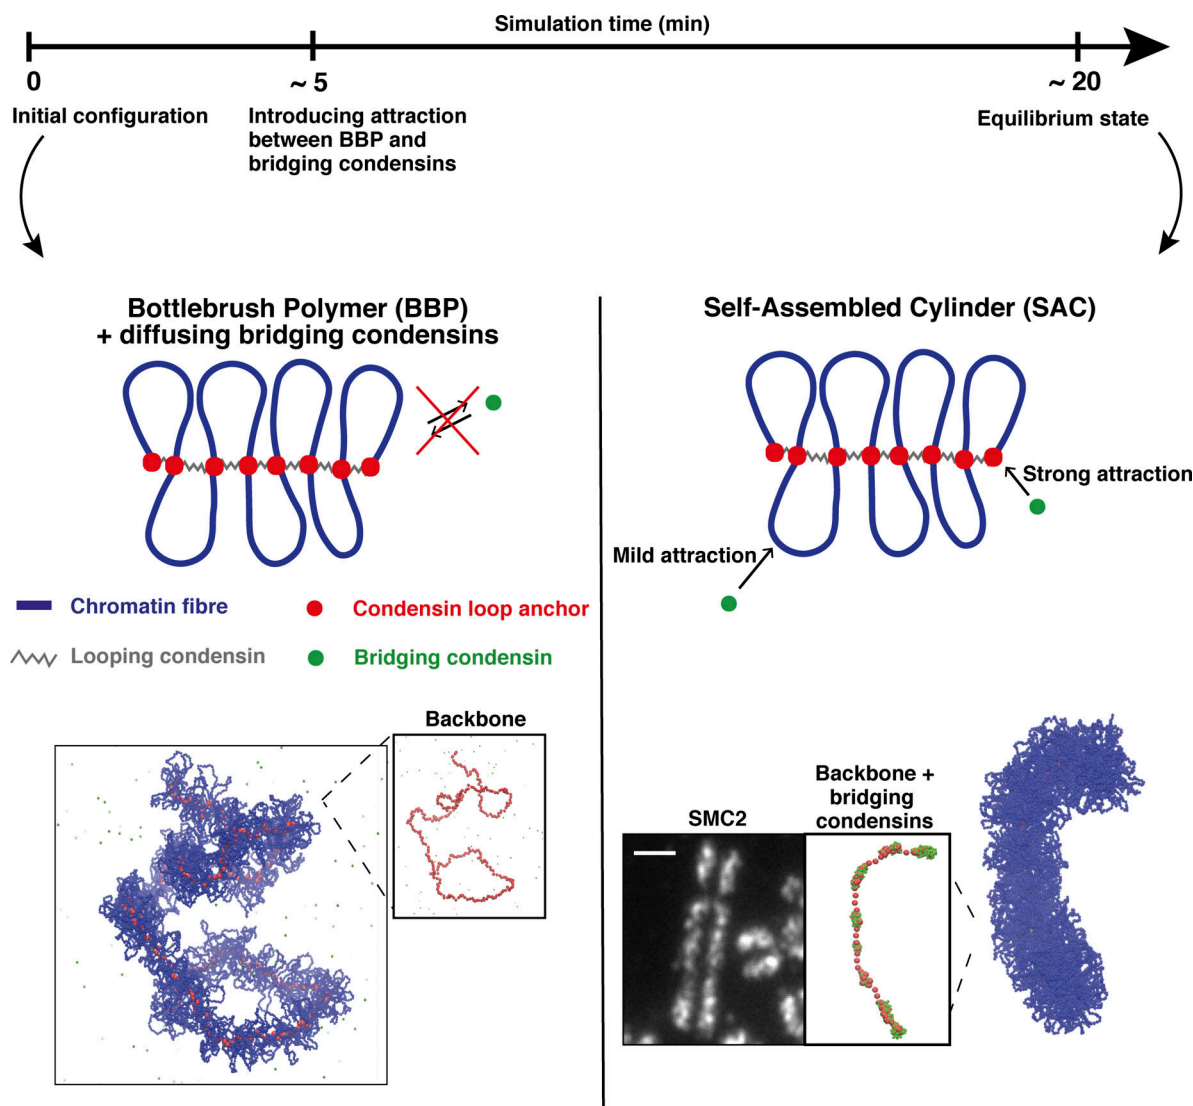 Simulation time (min)
0
~ 5
~ 20
Initial configuration
Introducing attraction
between BBP and
bridging condensins
Equilibrium state
Bottlebrush Polymer (BBP)
+ diffusing bridging condensins
Self-Assembled Cylinder (SAC)
Strong attraction
Mild attraction
Chromatin fibre
Condensin loop anchor
Looping condensin
Bridging condensin
Backbone
SMC2
Backbone +
bridging
condensins